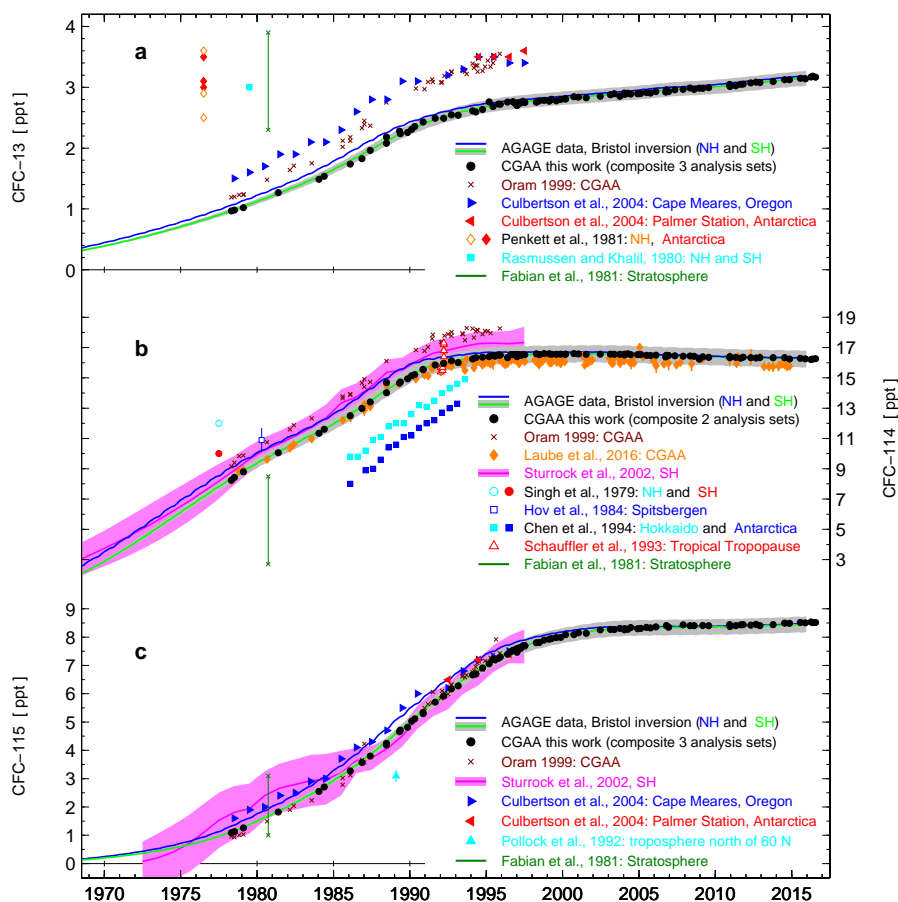 a
CFC-13 [ ppt]
4
3
2
1
0
AGAGE data, Bristol inversion (NH and SH)
CGAA this work (composite 3 analysis sets)
Oram 1999: CGAA
Culbertson et al., 2004: Cape Meares, Oregon
Culbertson et al., 2004: Palmer Station, Antarctica
Penkett et al., 1981: NH, Antarctica
Rasmussen and Khalil, 1980: NH and SH
Fabian et al., 1981: Stratosphere
b
CFC-114 [ ppt]
19
17
15
13
11
9
7
5
3
AGAGE data, Bristol inversion (NH and SH)
CGAA this work (composite 2 analysis sets)
Oram 1999: CGAA
Laube et al., 2016: CGAA
Sturrock et al., 2002, SH
Singh et al., 1979: NH and SH
Hov et al., 1984: Spitsbergen
Chen et al., 1994: Hokkaido and Antarctica
Schauffler et al., 1993: Tropical Tropopause
Fabian et al., 1981: Stratosphere
c
CFC-115 [ ppt]
9
8
7
6
5
4
3
2
1
0
AGAGE data, Bristol inversion (NH and SH)
CGAA this work (composite 3 analysis sets)
Oram 1999: CGAA
Sturrock et al., 2002, SH
Culbertson et al., 2004: Cape Meares, Oregon
Culbertson et al., 2004: Palmer Station, Antarctica
Pollock et al., 1992: troposphere north of 60 N
Fabian et al., 1981: Stratosphere
1970 1975 1980 1985 1990 1995 2000 2005 2010 2015